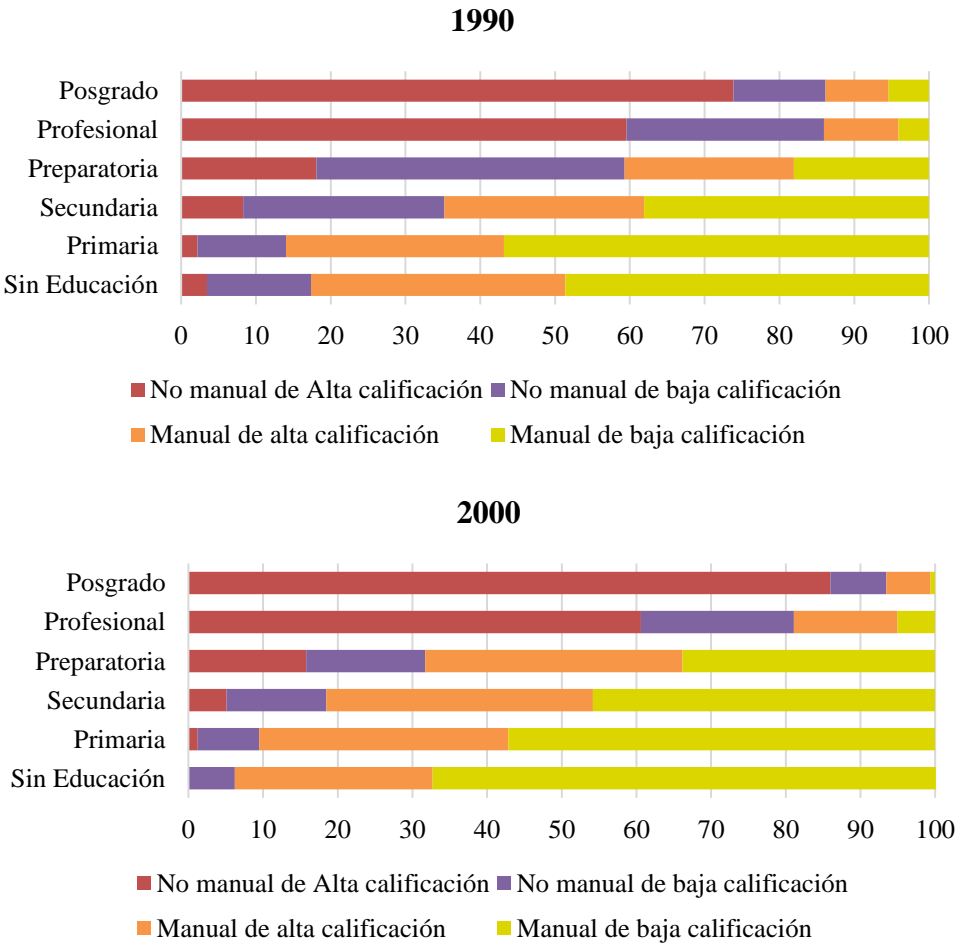 1990
Posgrado
Profesional
Preparatoria
Secundaria
Primaria
Sin Educación
0 10 20 30 40 50 60 70 80 90 100
No manual de Alta calificación No manual de baja calificación
Manual de alta calificación Manual de baja calificación
2000
Posgrado
Profesional
Preparatoria
Secundaria
Primaria
Sin Educación
0 10 20 30 40 50 60 70 80 90 100
No manual de Alta calificación No manual de baja calificación
Manual de alta calificación Manual de baja calificación